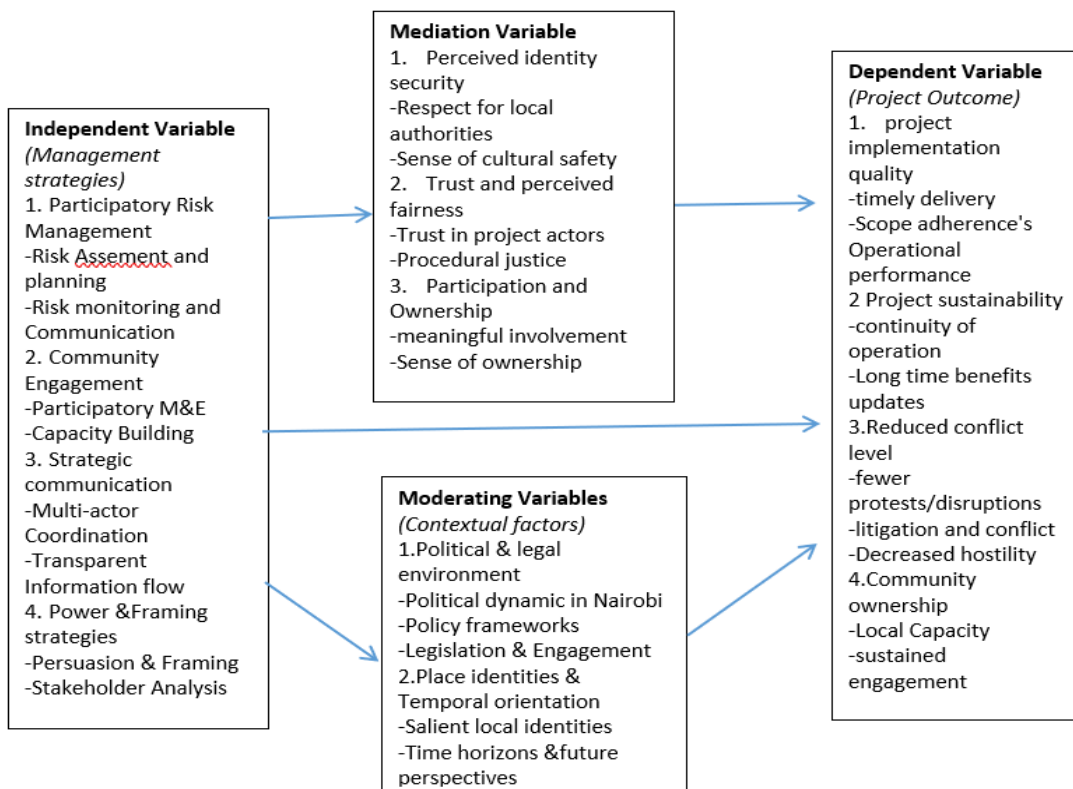 Independent Variable
(Management
strategies)
1. Participatory Risk
Management
-Risk Assement and
planning
-Risk monitoring and
Communication
2. Community
Engagement
-Participatory M&E
-Capacity Building
3. Strategic
communication
-Multi-actor
Coordination
-Transparent
Information flow
4. Power &Framing
strategies
-Persuasion & Framing
-Stakeholder Analysis
Mediation Variable
1. Perceived identity
security
-Respect for local
authorities
-Sense of cultural safety
2. Trust and perceived
fairness
-Trust in project actors
-Procedural justice
3. Participation and
Ownership
-meaningful involvement
-Sense of ownership
Moderating Variables
(Contextual factors)
1.Political & legal
environment
-Political dynamic in Nairobi
-Policy frameworks
-Legislation & Engagement
2.Place identities &
Temporal orientation
-Salient local identities
-Time horizons &future
perspectives
Dependent Variable
(Project Outcome)
1. project
implementation
quality
-timely delivery
-Scope adherence's
Operational
performance
2 Project sustainability
-continuity of
operation
-Long time benefits
updates
3.Reduced conflict
level
-fewer
protests/disruptions
-litigation and conflict
-Decreased hostility
4.Community
ownership
-Local Capacity
-sustained
engagement